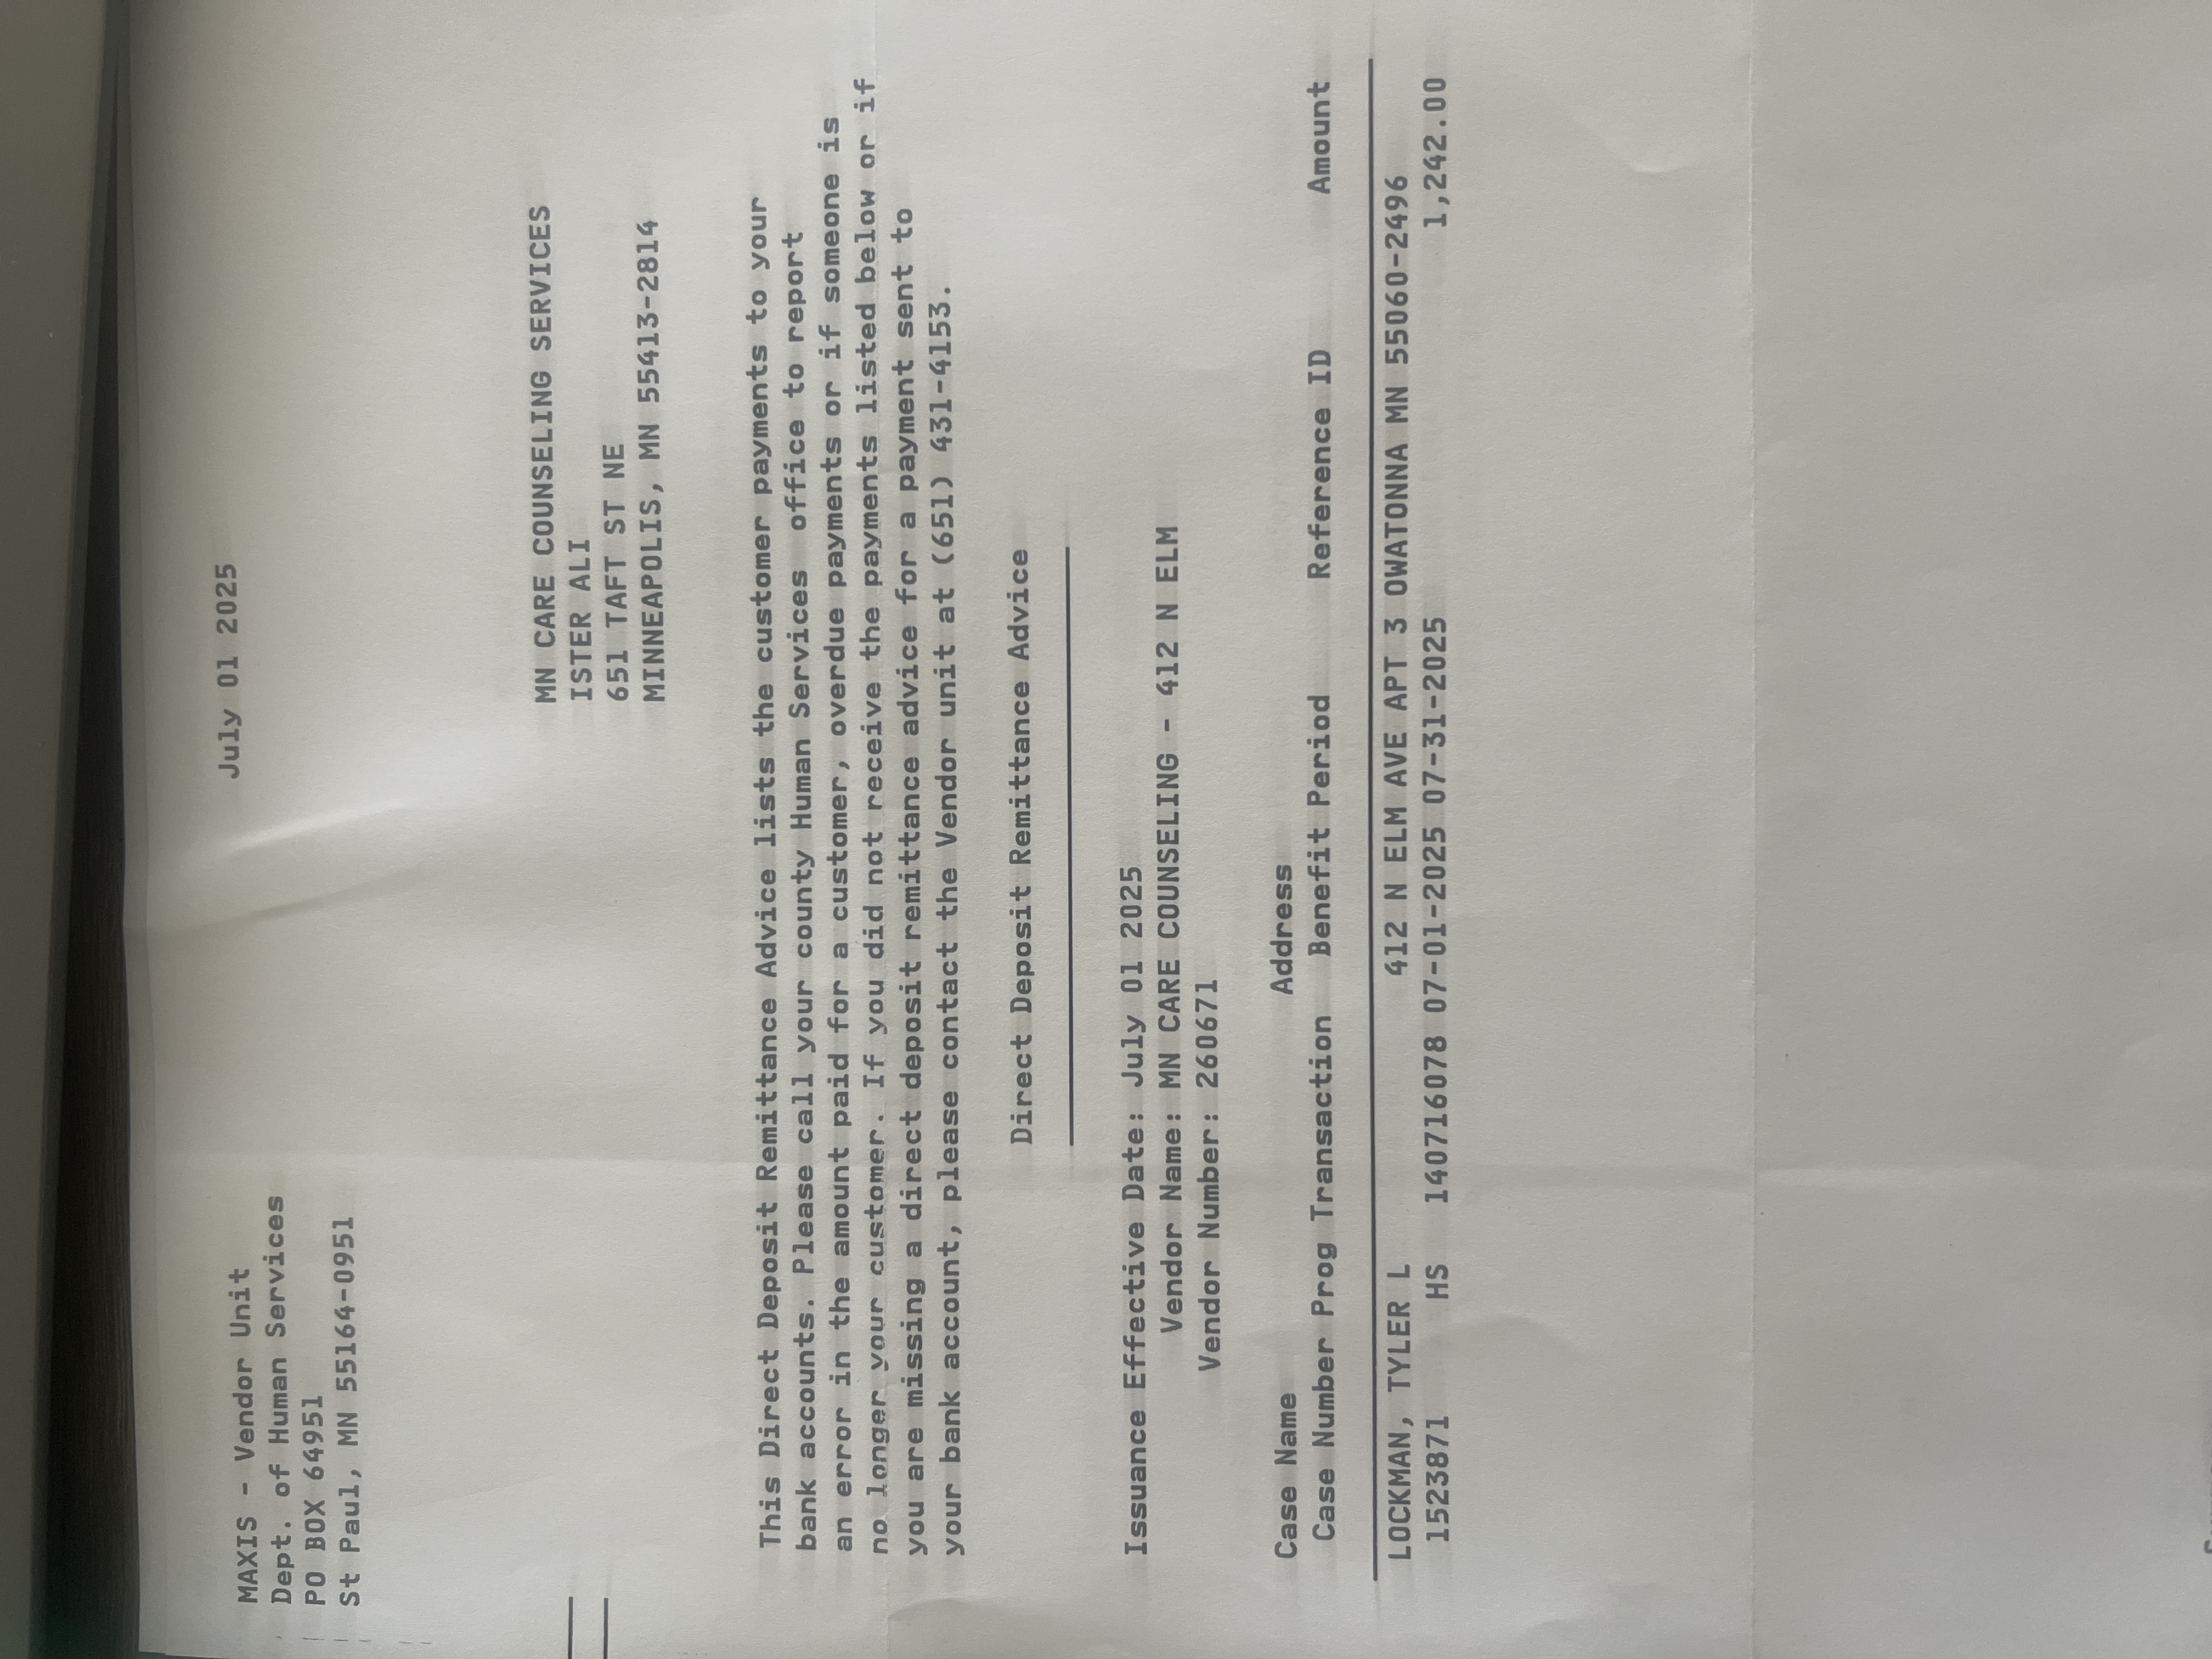 MAXIS - Vendor Unit
Dept. of Human Services
PO BOX 64951
St Paul, MN 55164-0951
July 01 2025
MN CARE COUNSELING SERVICES
ISTER ALI
651 TAFT ST NE
MINNEAPOLIS, MN 55413-2814
This Direct Deposit Remittance Advice lists the customer payments to your
bank accounts. Please call your county Human Services office to report
an error in the amount paid for a customer, overdue payments or if someone is
no longer your customer. If you did not receive the payments listed below or if
you are missing a direct deposit remittance advice for a payment sent to
your bank account, please contact the Vendor unit at (651) 431-4153.
Direct Deposit Remittance Advice
Issuance Effective Date: July 01 2025
Vendor Name: MN CARE COUNSELING - 412 N ELM
Vendor Number: 260671
Case Name Address
Case Number Prog Transaction Benefit Period Reference ID Amount
LOCKMAN, TYLER L 412 N ELM AVE APT 3 OWATONNA MN 55060-2496
1523871 HS 140716078 07-01-2025 07-31-2025 1,242.00